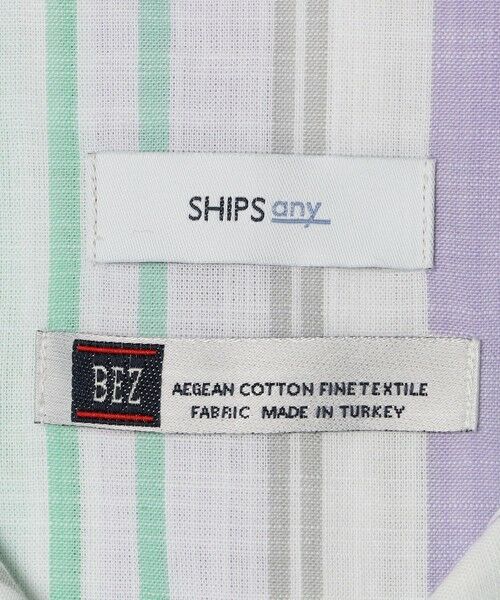 SHIPS any
BEZ
AEGEAN COTTON FINETEXTILE
FABRIC MADE IN TURKEY